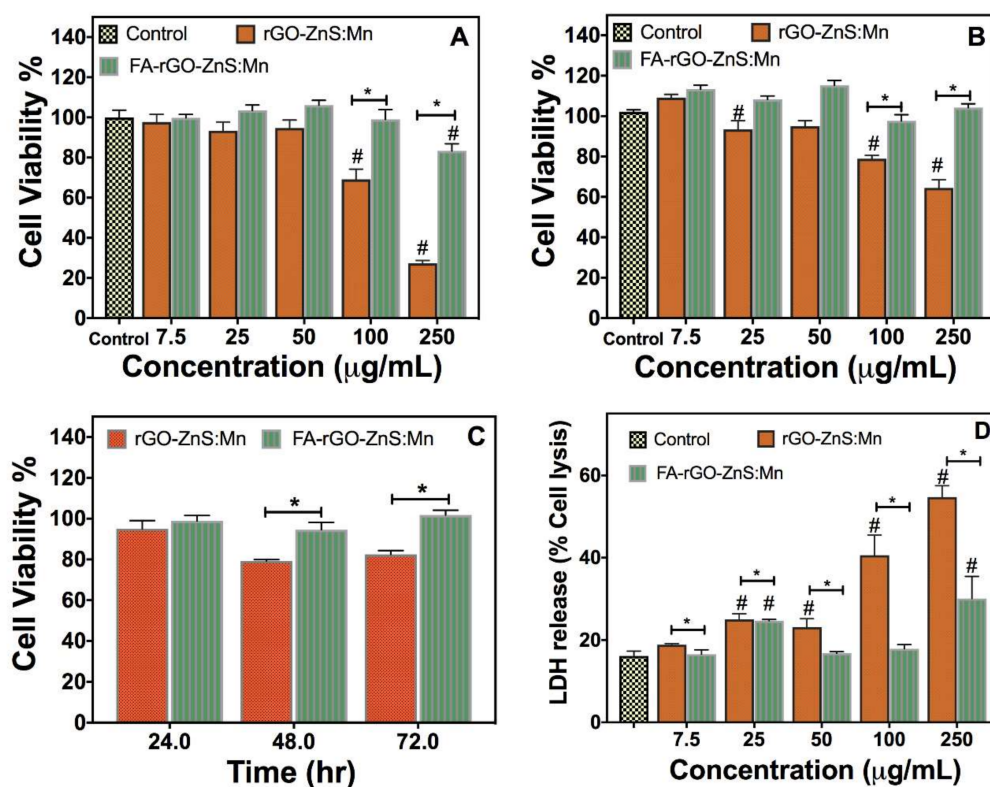 A
Control
rGO-ZnS:Mn
FA-rGO-ZnS:Mn
Cell Viability %
140
120
100
80
60
40
20
0
*
*
#
#
#
Control 7.5 25 50 100 250
Concentration (μg/mL)
B
Control
rGO-ZnS:Mn
FA-rGO-ZnS:Mn
Cell Viability %
140
120
100
80
60
40
20
0
*
*
#
#
#
Control 7.5 25 50 100 250
Concentration (μg/mL)
C
rGO-ZnS:Mn
FA-rGO-ZnS:Mn
Cell Viability %
140
120
100
80
60
40
20
0
*
*
24.0 48.0 72.0
Time (hr)
D
Control
rGO-ZnS:Mn
FA-rGO-ZnS:Mn
LDH release (% Cell lysis)
60
40
20
0
*
*
*
*
*
#
#
#
#
#
#
7.5 25 50 100 250
Concentration (μg/mL)